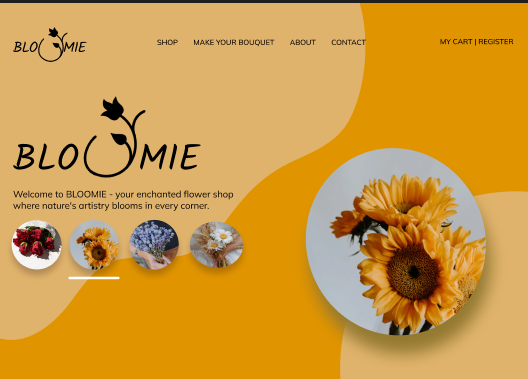 BLOOMIE
SHOP
MAKE YOUR BOUQUET
ABOUT
CONTACT
MY CART | REGISTER
BLOOMIE
Welcome to BLOOMIE - your enchanted flower shop
where nature's artistry blooms in every corner.